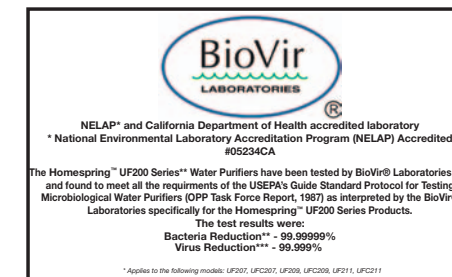 BioVir
LABORATORIES
®
NELAP* and California Department of Health accredited laboratory
* National Environmental Laboratory Accreditation Program (NELAP) Accredited
#05234CA
The Homespring™ UF200 Series** Water Purifiers have been tested by BioVir® Laboratories
and found to meet all the requirments of the USEPA's Guide Standard Protocol for Testing
Microbiological Water Purifiers (OPP Task Force Report, 1987) as interpreted by the BioVir
Laboratories specifically for the Homespring™ UF200 Series Products.
The test results were:
Bacteria Reduction** - 99.99999%
Virus Reduction*** - 99.999%
* Applies to the following models: UF207, UFC207, UF209, UFC209, UF211, UFC211